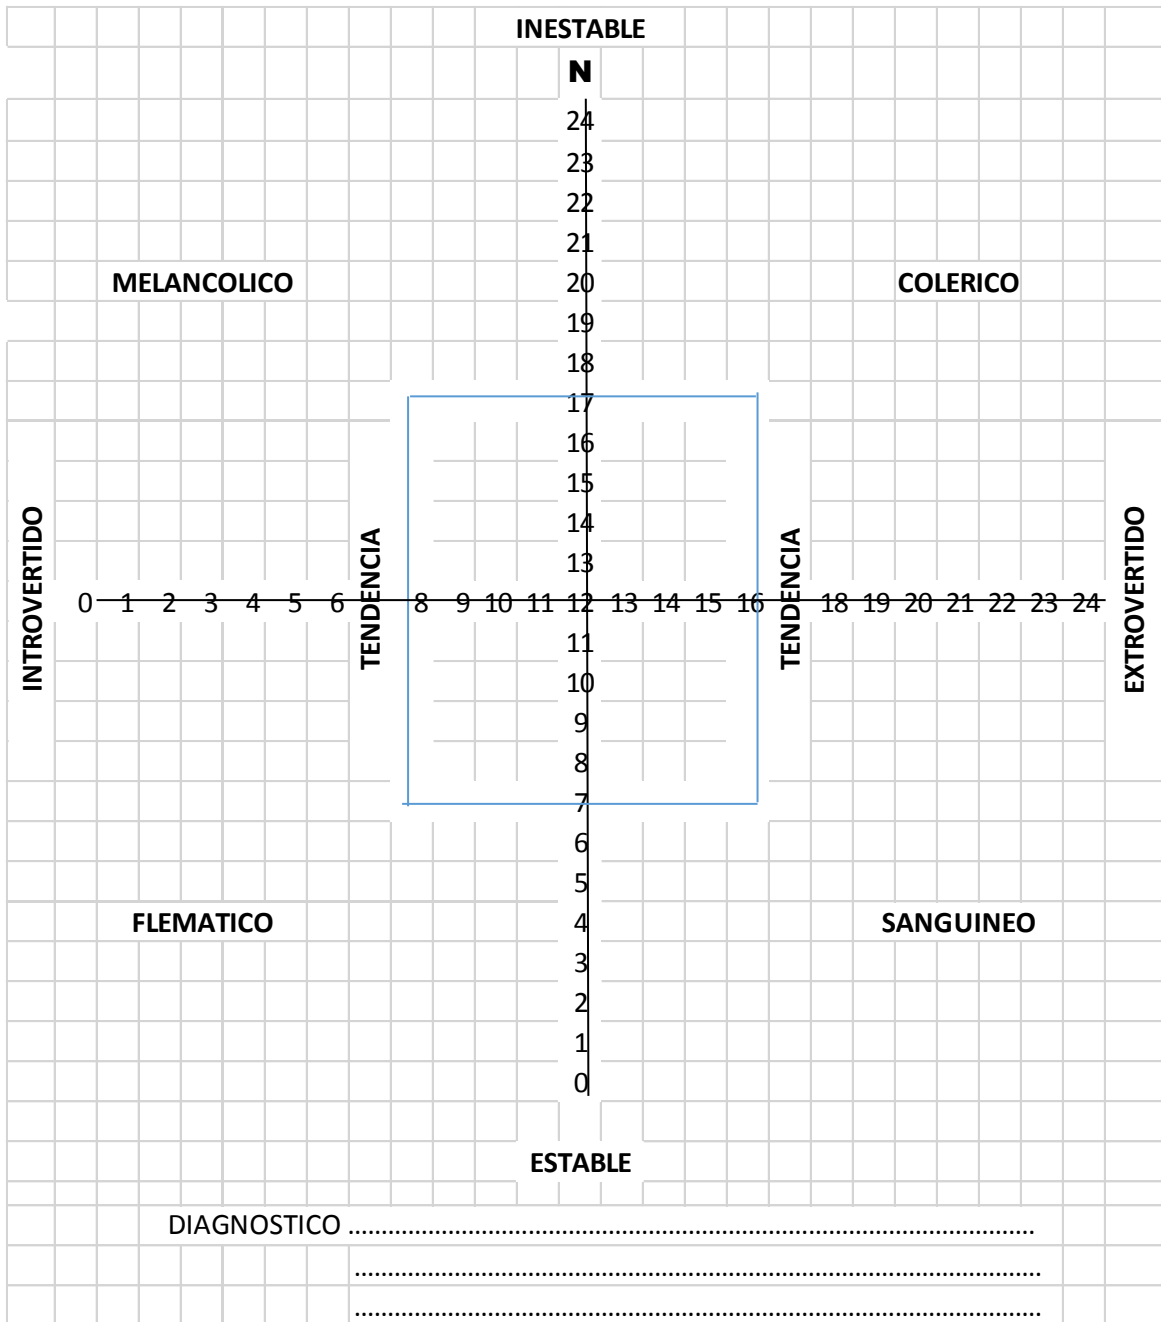 INESTABLE
N
24
23
22
21
MELANCOLICO 20 COLERICO
19
18
17
16
15
14
13
INTROVERTIDO
TENDENCIA
TENDENCIA
EXTROVERTIDO
0 1 2 3 4 5 6 8 9 10 11 12 13 14 15 16 18 19 20 21 22 23 24
11
10
9
8
7
6
5
FLEMATICO 4 SANGUINEO
3
2
1
0
ESTABLE
DIAGNOSTICO ........................................................................................................
........................................................................................................
........................................................................................................